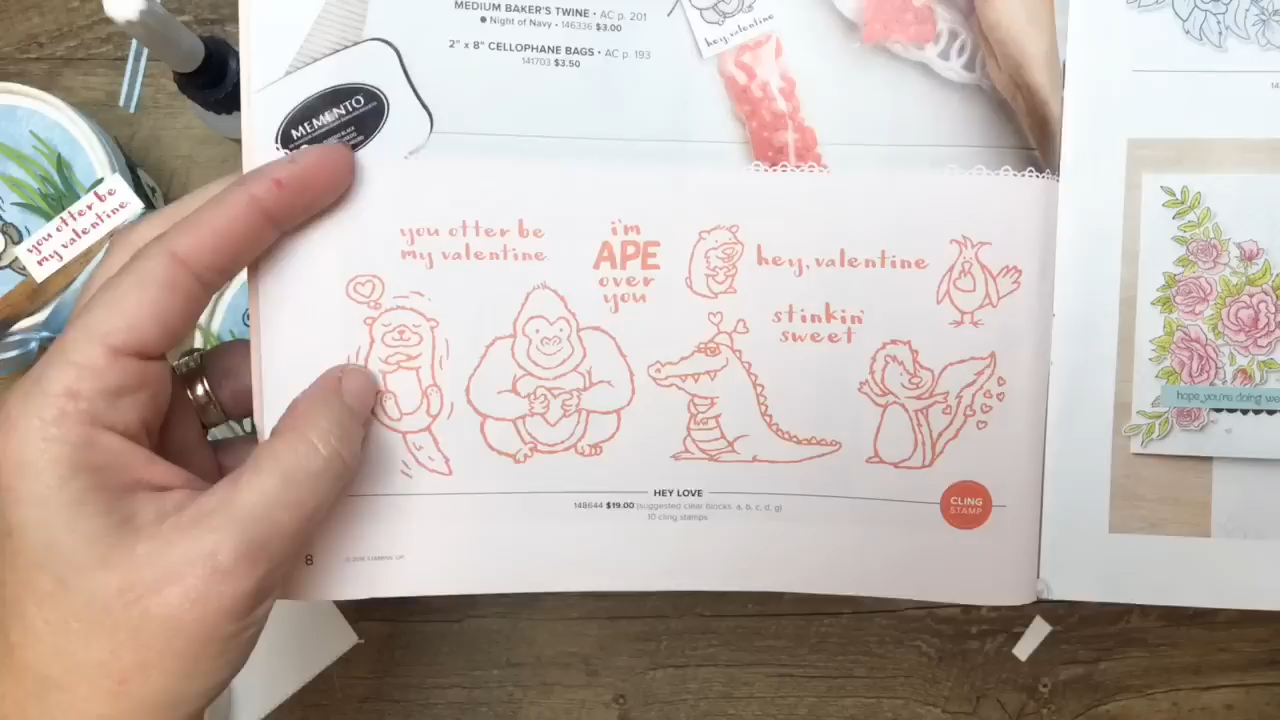 MEDIUM BAKER'S TWINE • AC p. 201
● Night of Navy • 146336 $3.00
2" x 8" CELLOPHANE BAGS • AC p. 193
141703 $3.50
hey, valentine
MEMENTO
you otter be
my valentine
you otter be
my valentine
i'm
APE
over
you
hey, valentine
stinkin'
sweet
hope you're doing we
HEY LOVE
148644 $19.00 (suggested clear blocks: a, b, c, d, g)
10 cling stamps
CLING
STAMP
8